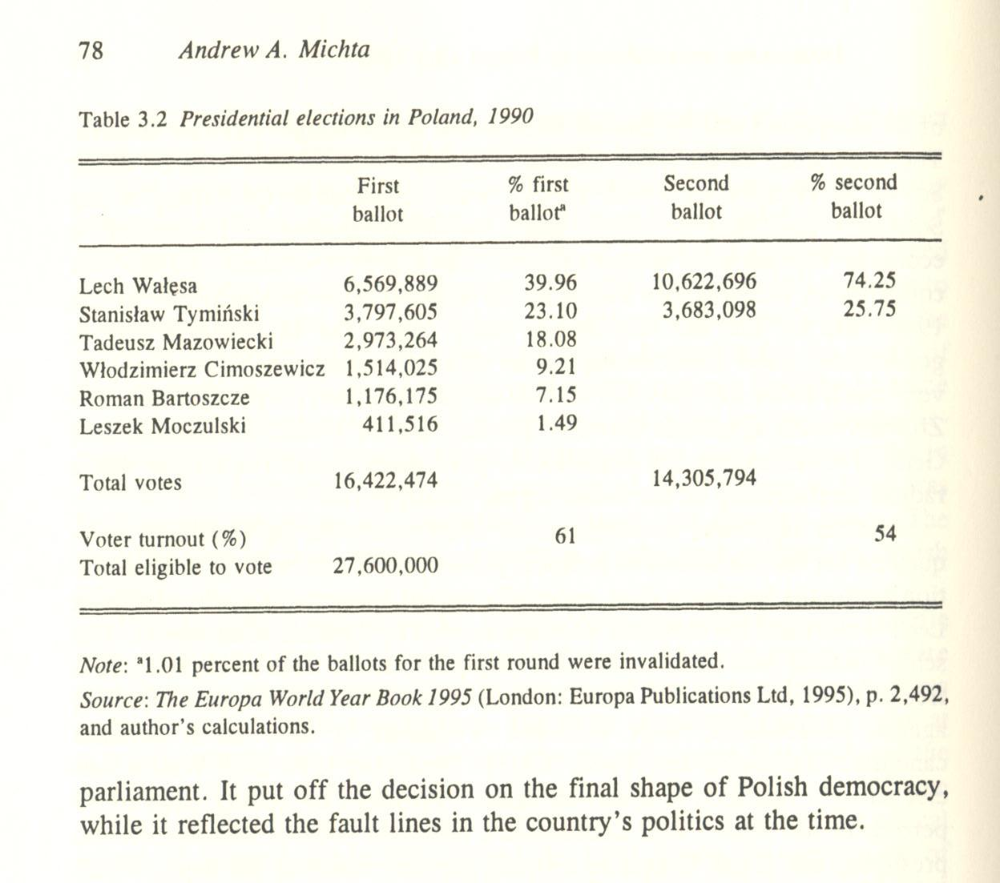 78 Andrew A. Michta
Table 3.2 Presidential elections in Poland, 1990
First % first Second % second
ballot ballotª ballot ballot
Lech Wałęsa 6,569,889 39.96 10,622,696 74.25
Stanisław Tymiński 3,797,605 23.10 3,683,098 25.75
Tadeusz Mazowiecki 2,973,264 18.08
Włodzimierz Cimoszewicz 1,514,025 9.21
Roman Bartoszcze 1,176,175 7.15
Leszek Moczulski 411,516 1.49
Total votes 16,422,474 14,305,794
Voter turnout (%) 61 54
Total eligible to vote 27,600,000
Note: ª1.01 percent of the ballots for the first round were invalidated.
Source: The Europa World Year Book 1995 (London: Europa Publications Ltd, 1995), p. 2,492,
and author's calculations.
parliament. It put off the decision on the final shape of Polish democracy,
while it reflected the fault lines in the country's politics at the time.